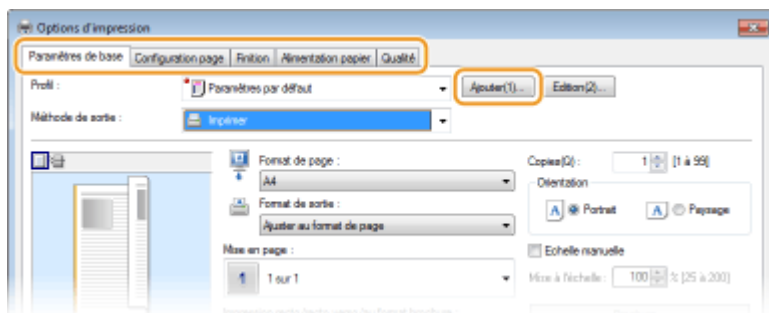 Options d'impression
Paramètres de base Configuration page Finition Alimentation papier Qualité
Profil : Paramètres par défaut Ajouter(1)... Edition(2)...
Méthode de sortie : Imprimer
Format de page : Copies(Q) : 1 [1 à 99]
A4 Orientation
Format de sortie : A Portrait A Paysage
Ajuster au format de page
Mise en page : Echelle manuelle
1 1 sur 1 Mise à l'échelle : 100 % [25 à 200]